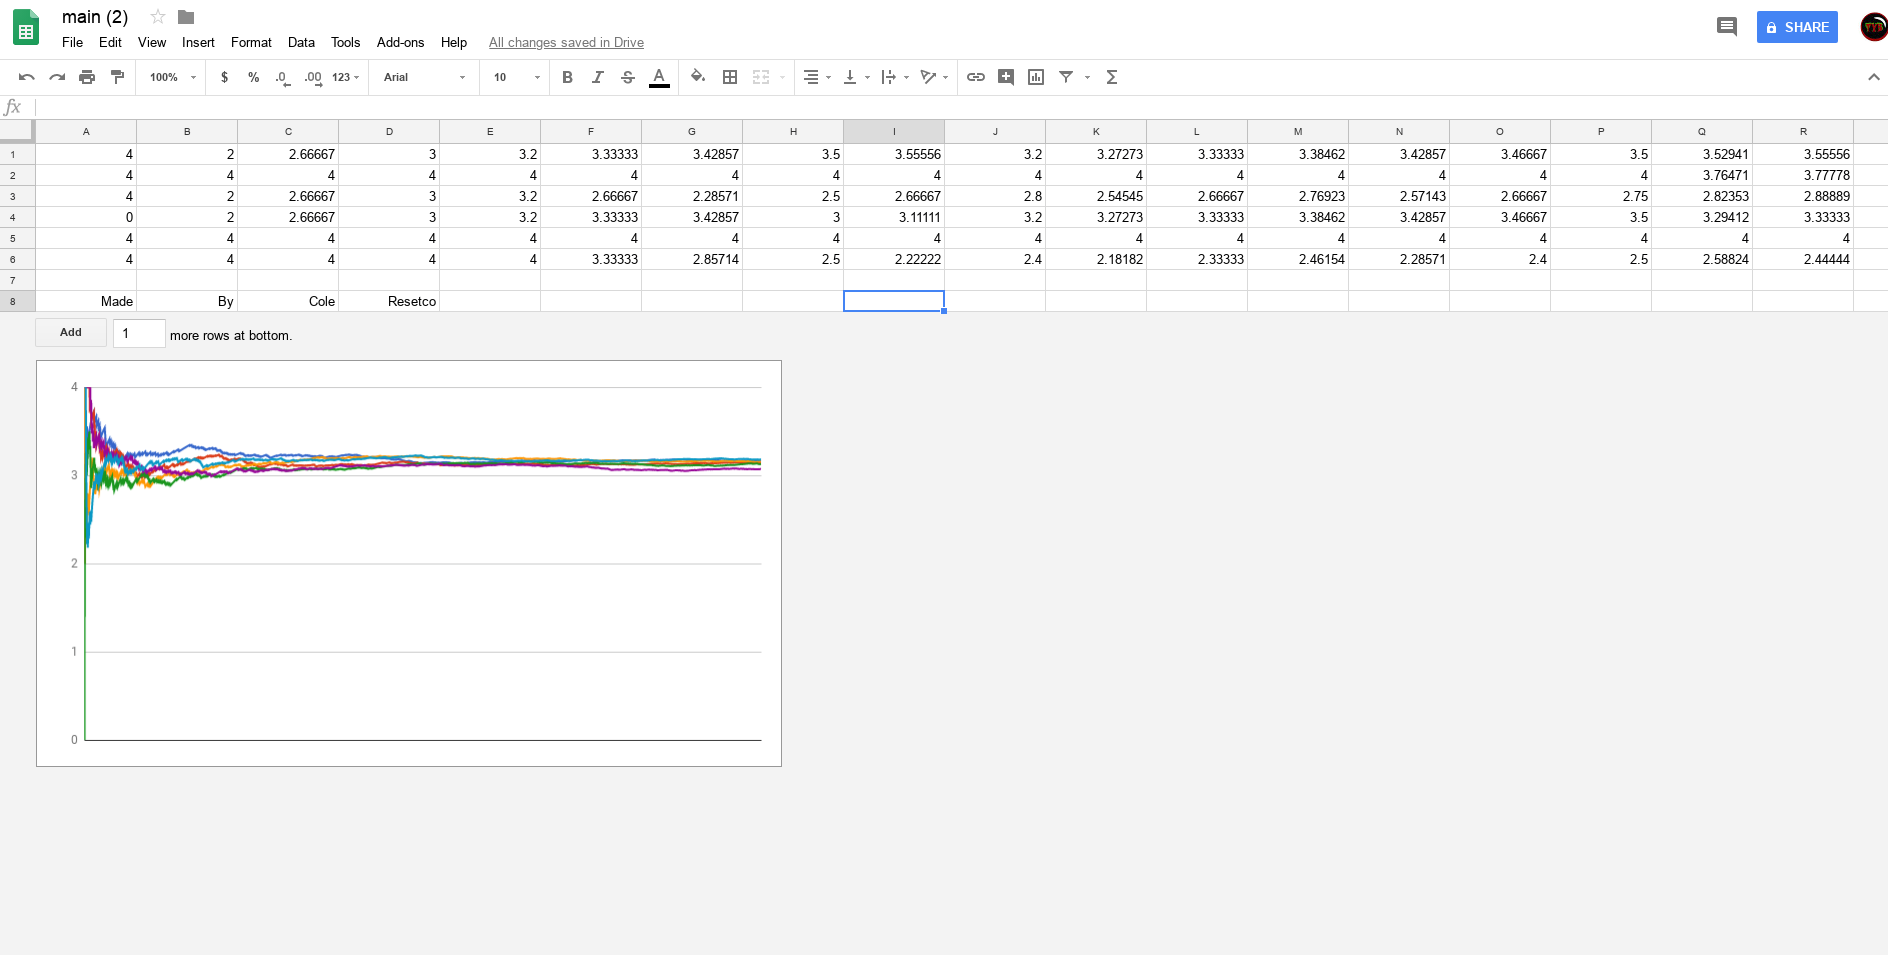 main (2)
File Edit View Insert Format Data Tools Add-ons Help All changes saved in Drive
SHARE
100% $ % .0 .00 123 Arial 10 B I S A Σ
fx
A B C D E F G H I J K L M N O P Q R
1 4 2 2.66667 3 3.2 3.33333 3.42857 3.5 3.55556 3.2 3.27273 3.33333 3.38462 3.42857 3.46667 3.5 3.52941 3.55556
2 4 4 4 4 4 4 4 4 4 4 4 4 4 4 4 4 3.76471 3.77778
3 4 2 2.66667 3 3.2 2.66667 2.28571 2.5 2.66667 2.8 2.54545 2.66667 2.76923 2.57143 2.66667 2.75 2.82353 2.88889
4 0 2 2.66667 3 3.2 3.33333 3.42857 3 3.11111 3.2 3.27273 3.33333 3.38462 3.42857 3.46667 3.5 3.29412 3.33333
5 4 4 4 4 4 4 4 4 4 4 4 4 4 4 4 4 4 4
6 4 4 4 4 4 3.33333 2.85714 2.5 2.22222 2.4 2.18182 2.33333 2.46154 2.28571 2.4 2.5 2.58824 2.44444
7
8 Made By Cole Resetco
Add 1 more rows at bottom.
4
3
2
1
0